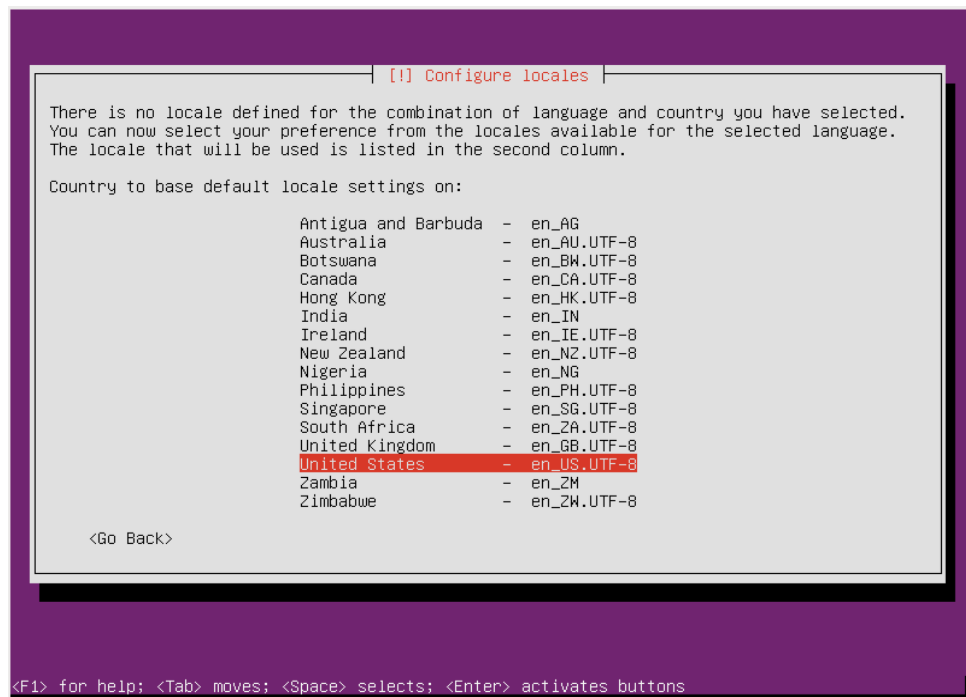 [!] Configure locales
There is no locale defined for the combination of language and country you have selected.
You can now select your preference from the locales available for the selected language.
The locale that will be used is listed in the second column.
Country to base default locale settings on:
Antigua and Barbuda - en_AG
Australia - en_AU.UTF-8
Botswana - en_BW.UTF-8
Canada - en_CA.UTF-8
Hong Kong - en_HK.UTF-8
India - en_IN
Ireland - en_IE.UTF-8
New Zealand - en_NZ.UTF-8
Nigeria - en_NG
Philippines - en_PH.UTF-8
Singapore - en_SG.UTF-8
South Africa - en_ZA.UTF-8
United Kingdom - en_GB.UTF-8
United States - en_US.UTF-8
Zambia - en_ZM
Zimbabwe - en_ZW.UTF-8
<Go Back>
<F1> for help; <Tab> moves; <Space> selects; <Enter> activates buttons